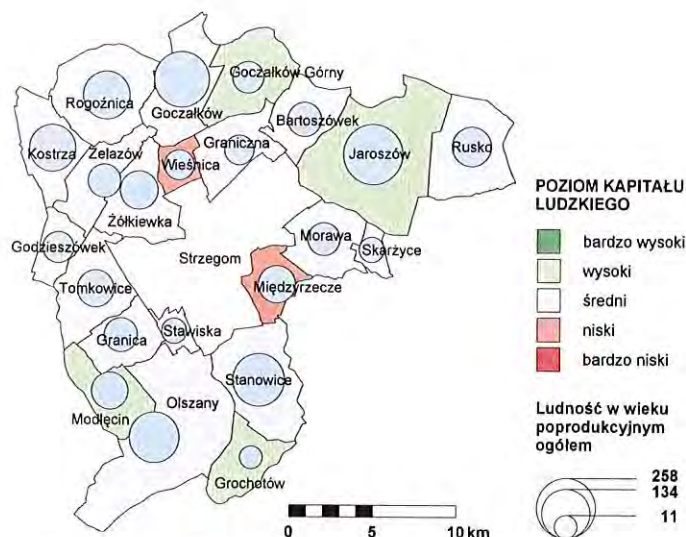 Goczałków Górny
Rogoźnica
Goczałków
Bartoszówek
Kostrza
Żelazów
Wieśnica
Graniczna
Jaroszów
Rusko
Żółkiewka
Godzieszówek
Strzegom
Morawa
Skarżyce
Tomkowice
Międzyrzecze
Granica
Stawiska
Stanowice
Modlęcin
Olszany
Grochotów
0 5 10 km
POZIOM KAPITAŁU
LUDZKIEGO
bardzo wysoki
wysoki
średni
niski
bardzo niski
Ludność w wieku
poprodukcyjnym
ogółem
258
134
11